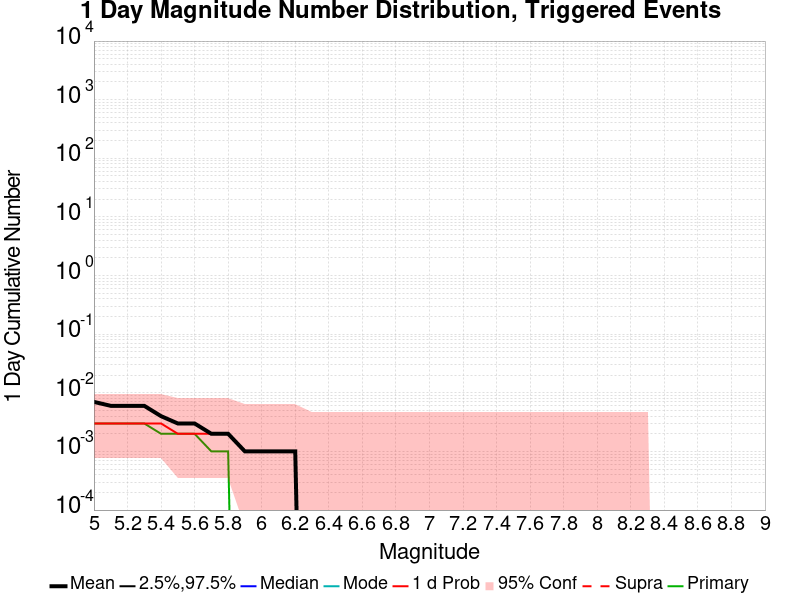 1 Day Magnitude Number Distribution, Triggered Events
10 4
10 3
10 2
10 1
10 0
10 -1
10 -2
10 -3
10 -4
1 Day Cumulative Number
5 5.2 5.4 5.6 5.8 6 6.2 6.4 6.6 6.8 7 7.2 7.4 7.6 7.8 8 8.2 8.4 8.6 8.8 9
Magnitude
Mean 2.5%,97.5% Median Mode 1 d Prob 95% Conf Supra Primary